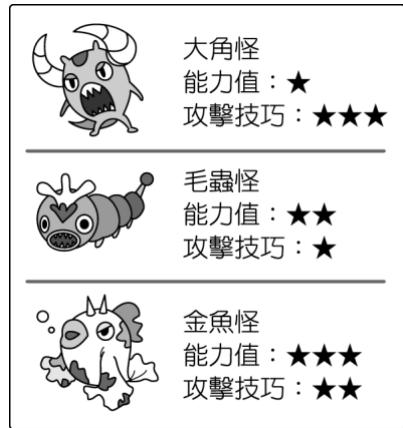 大角怪
能力值：★
攻擊技巧：★★★
毛蟲怪
能力值：★★
攻擊技巧：★
金魚怪
能力值：★★★
攻擊技巧：★★